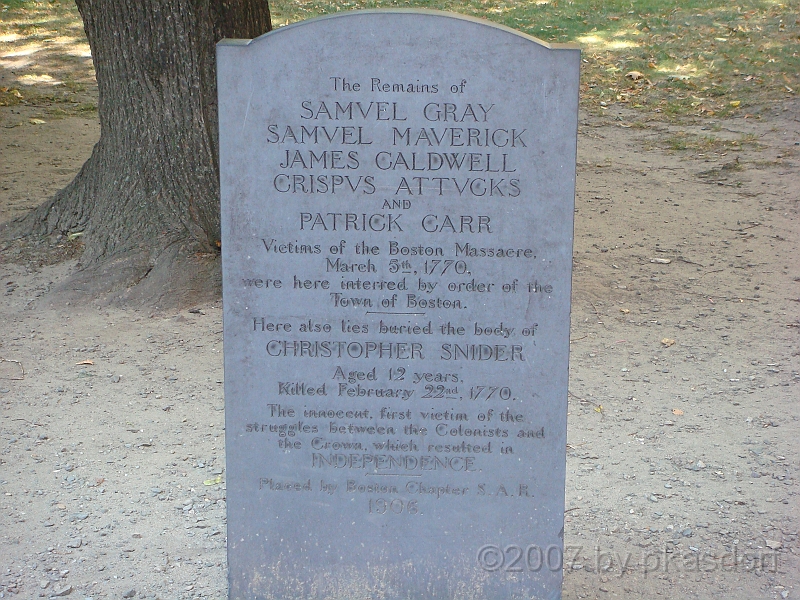 The Remains of
SAMVEL GRAY
SAMVEL MAVERICK
JAMES CALDWELL
CRISPVS ATTVCKS
AND
PATRICK CARR
Victims of the Boston Massacre,
March 5th, 1770,
were here interred by order of the
Town of Boston.
Here also lies buried the body of
CHRISTOPHER SNIDER
Aged 12 years.
Killed February 22nd, 1770.
The innocent, first victim of the
struggles between the Colonists and
the Crown, which resulted in
INDEPENDENCE.
Placed by Boston Chapter S.A.R.
1906.
©2007 by pkasdorf